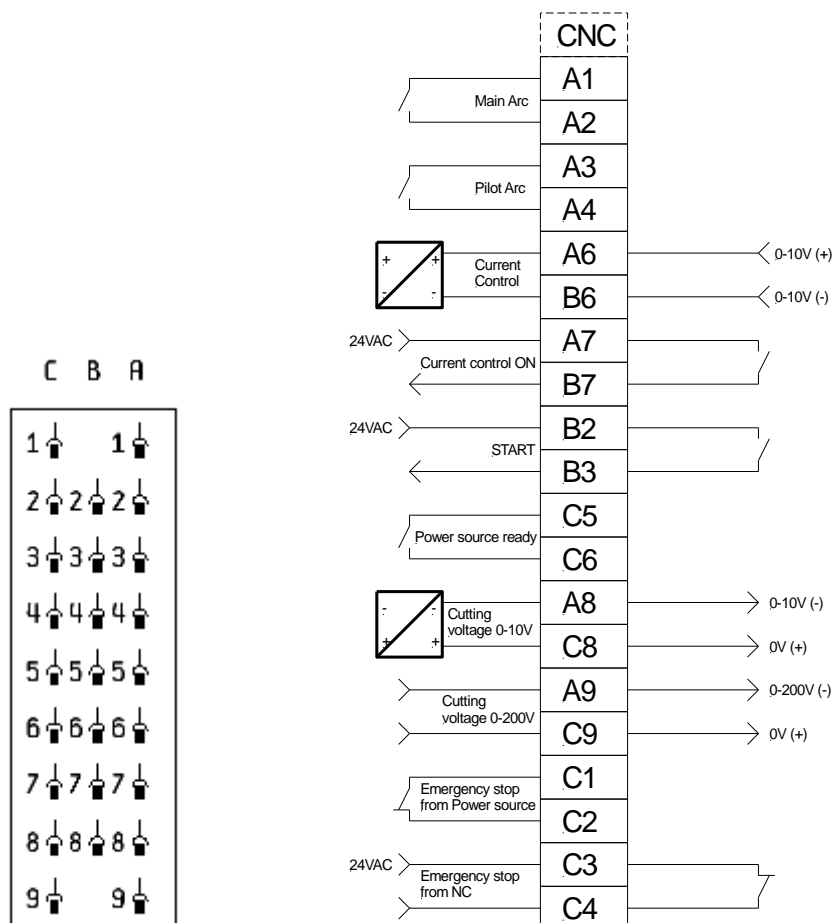 CNC
A1
Main Arc
A2
A3
Pilot Arc
A4
+ + Current A6 0-10V (+)
- - Control B6 0-10V (-)
24VAC A7
Current control ON
B7
24VAC B2
START
B3
C5
Power source ready
C6
- - Cutting A8 0-10V (-)
+ + voltage 0-10V C8 0V (+)
A9 0-200V (-)
Cutting
voltage 0-200V
C9 0V (+)
C1
Emergency stop
from Power source
C2
24VAC C3
Emergency stop
from NC
C4
C B A
1 1
2 2 2
3 3 3
4 4 4
5 5 5
6 6 6
7 7 7
8 8 8
9 9